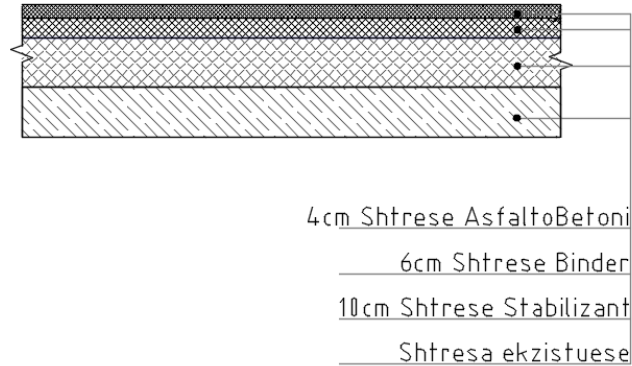 4cm Shtrese AsfaltoBetoni
6cm Shtrese Binder
10cm Shtrese Stabilizant
Shtresa ekzistuese